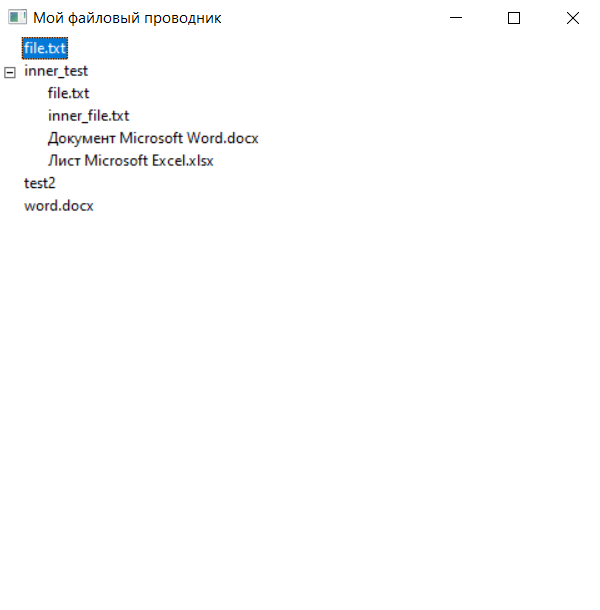 Мой файловый проводник
file.txt
inner_test
file.txt
inner_file.txt
Документ Microsoft Word.docx
Лист Microsoft Excel.xlsx
test2
word.docx